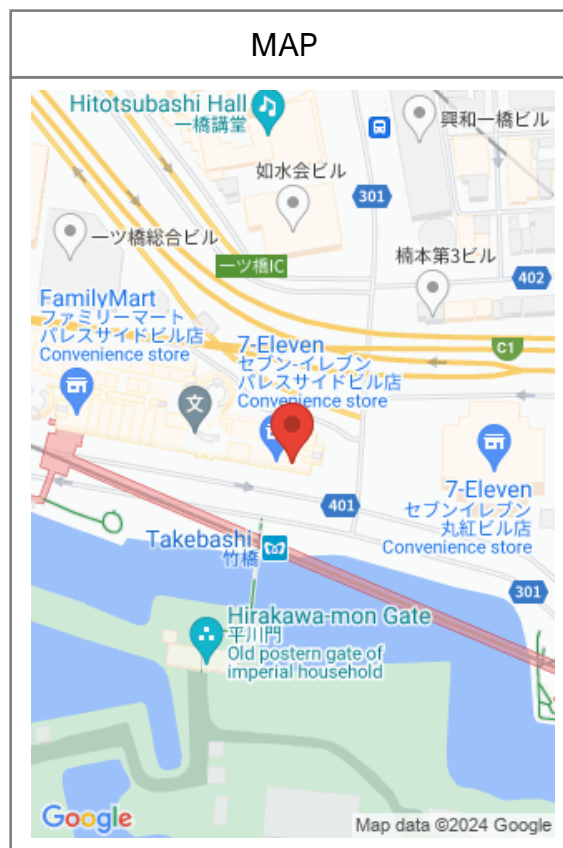 MAP
Hitotsubashi Hall
一橋講堂
興和一橋ビル
如水会ビル
301
一ツ橋総合ビル
一ツ橋IC
楠本第3ビル
402
FamilyMart
ファミリーマート
パレスサイドビル店
Convenience store
7-Eleven
セブン-イレブン
パレスサイドビル店
Convenience store
C1
文
7-Eleven
セブンイレブン
丸紅ビル店
Convenience store
401
Takebashi
竹橋
301
Hirakawa-mon Gate
平川門
Old postern gate of
imperial household
Google
Map data ©2024 Google